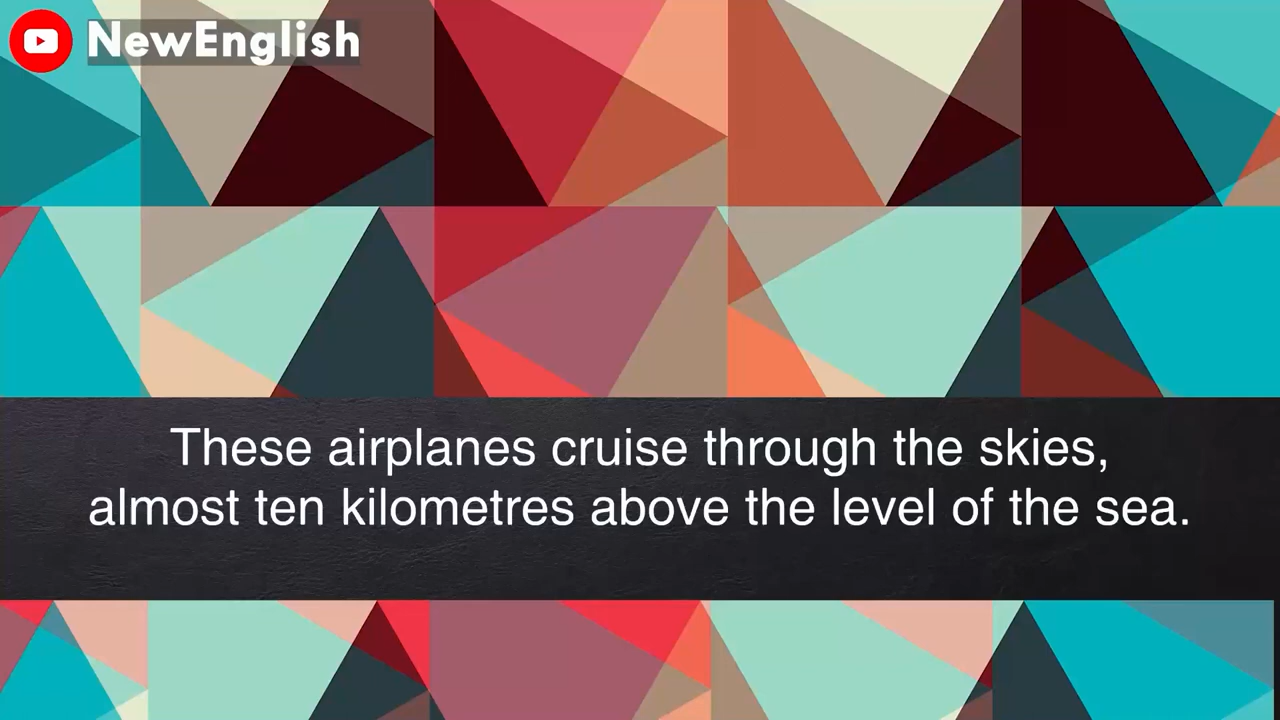 NewEnglish
These airplanes cruise through the skies,
almost ten kilometres above the level of the sea.